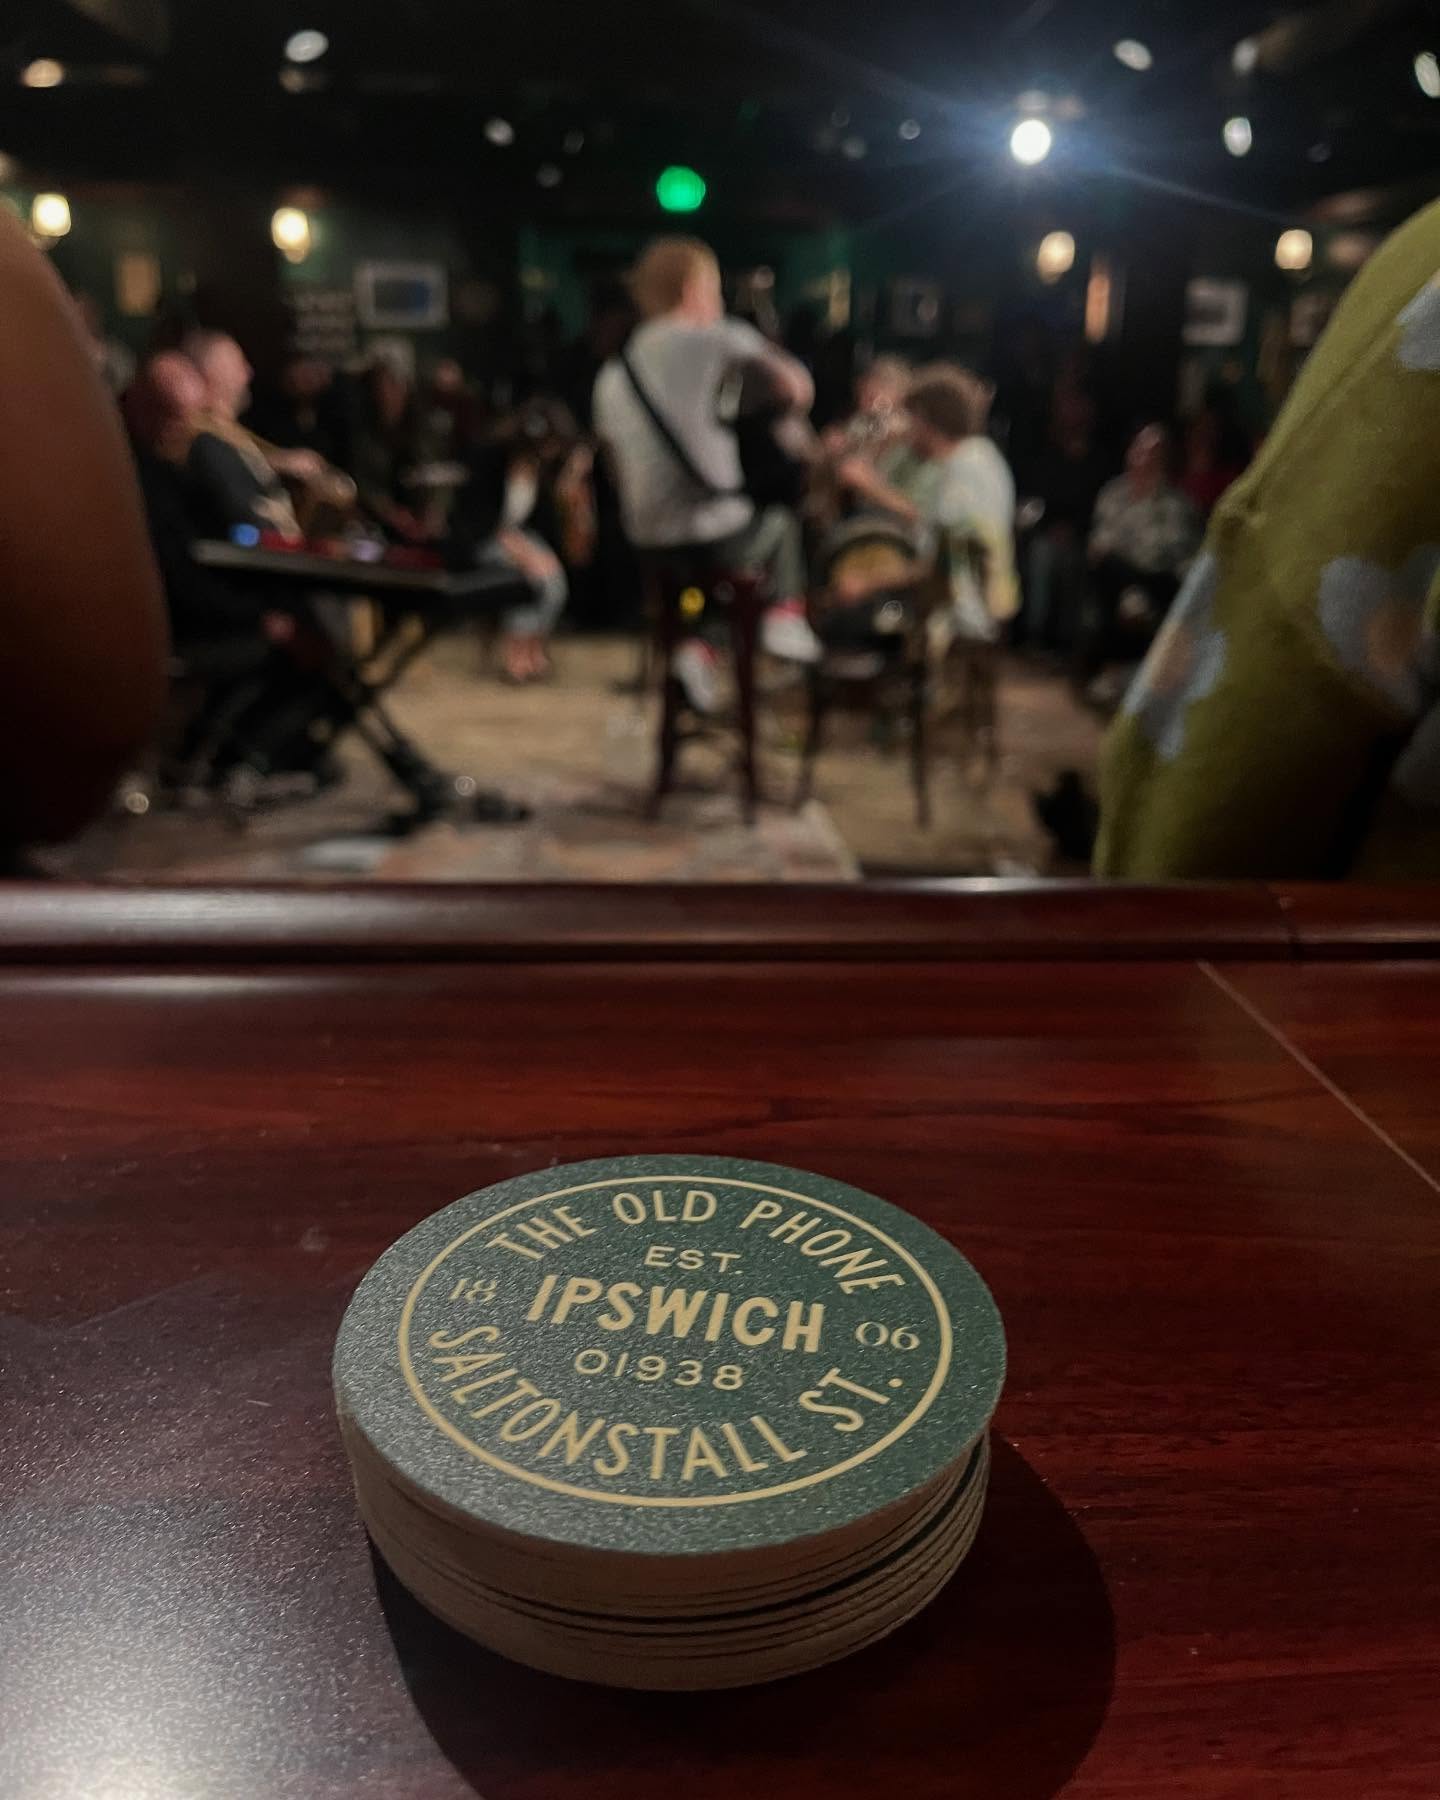 THE OLD PHONE
EST.
18 IPSWICH 06
01938
SALTONSTALL ST.